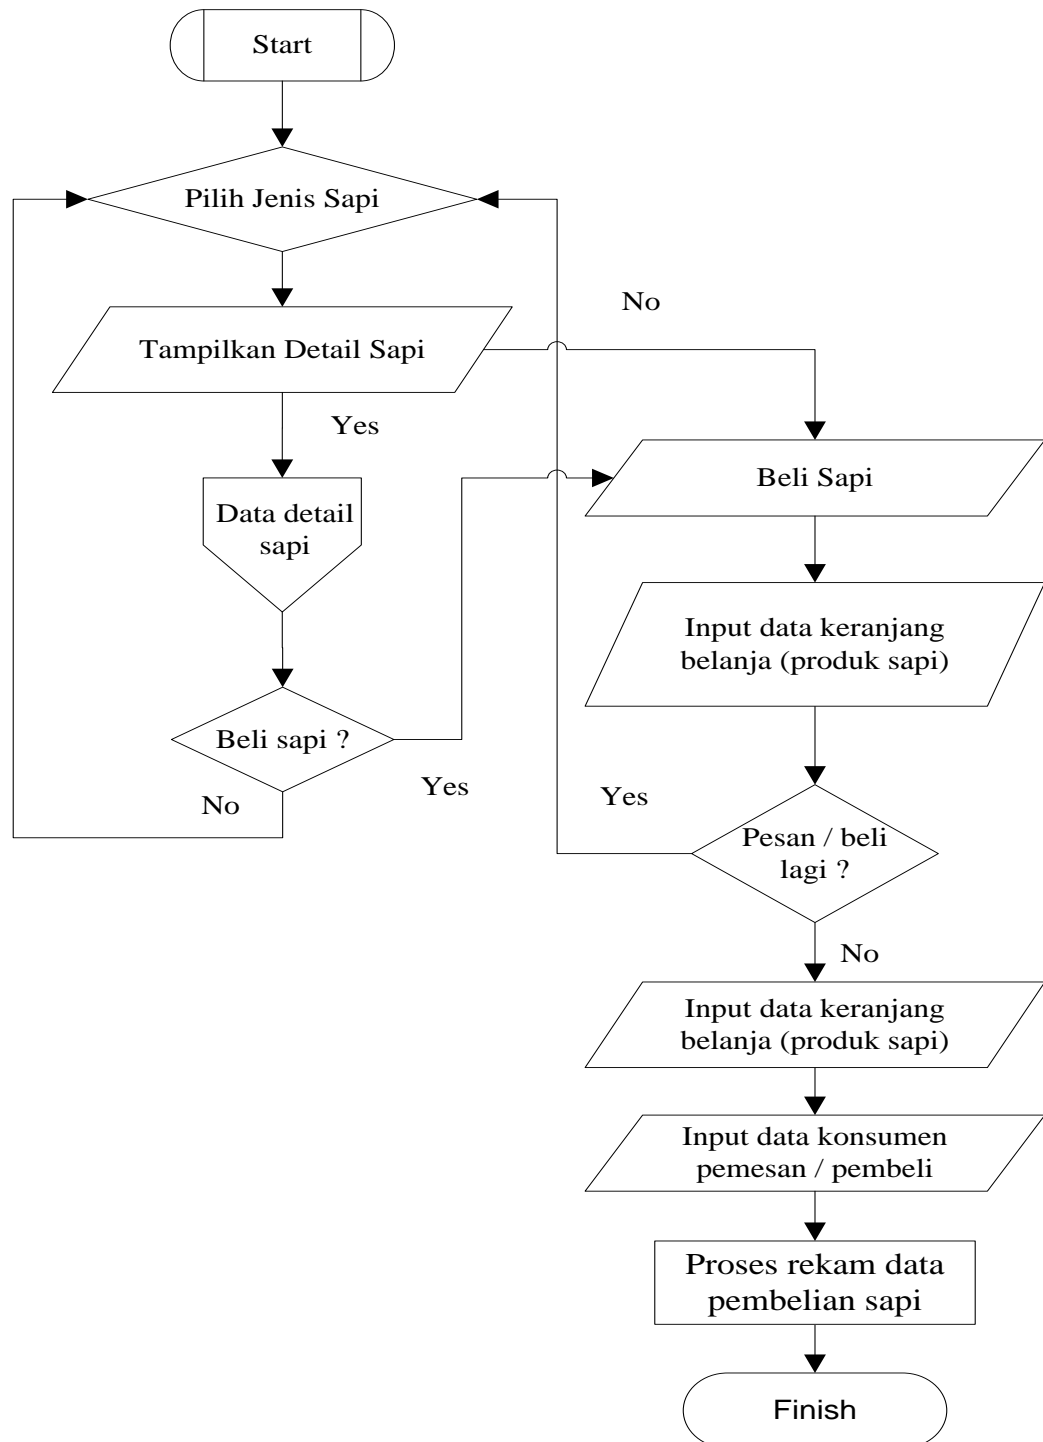 Start
Pilih Jenis Sapi
No
Tampilkan Detail Sapi
Yes
Beli Sapi
Data detail
sapi
Input data keranjang
belanja (produk sapi)
Beli sapi ?
Yes
No
Yes
Pesan / beli
lagi ?
No
Input data keranjang
belanja (produk sapi)
Input data konsumen
pemesan / pembeli
Proses rekam data
pembelian sapi
Finish